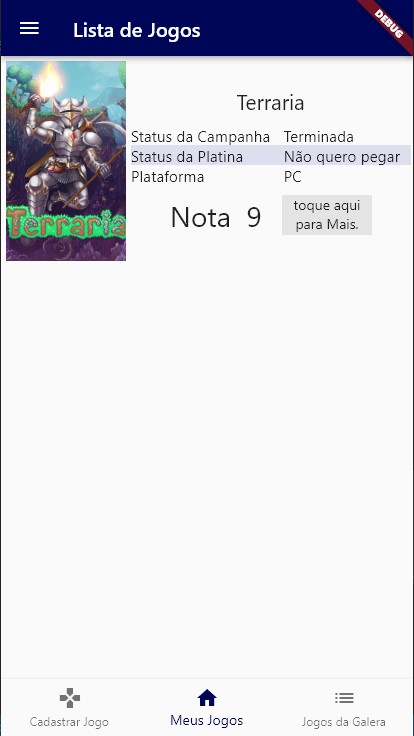 Lista de Jogos
DEBUG
Terraria
Terraria
Status da Campanha Terminada
Status da Platina Não quero pegar
Plataforma PC
Nota 9
toque aqui
para Mais.
Cadastrar Jogo
Meus Jogos
Jogos da Galera